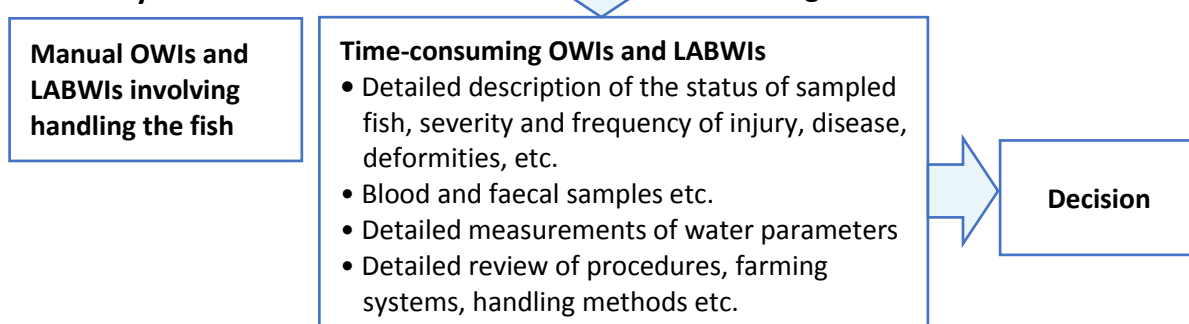 Manual OWIs and
LABWIs involving
handling the fish
Time-consuming OWIs and LABWIs
• Detailed description of the status of sampled
fish, severity and frequency of injury, disease,
deformities, etc.
• Blood and faecal samples etc.
• Detailed measurements of water parameters
• Detailed review of procedures, farming
systems, handling methods etc.
Decision